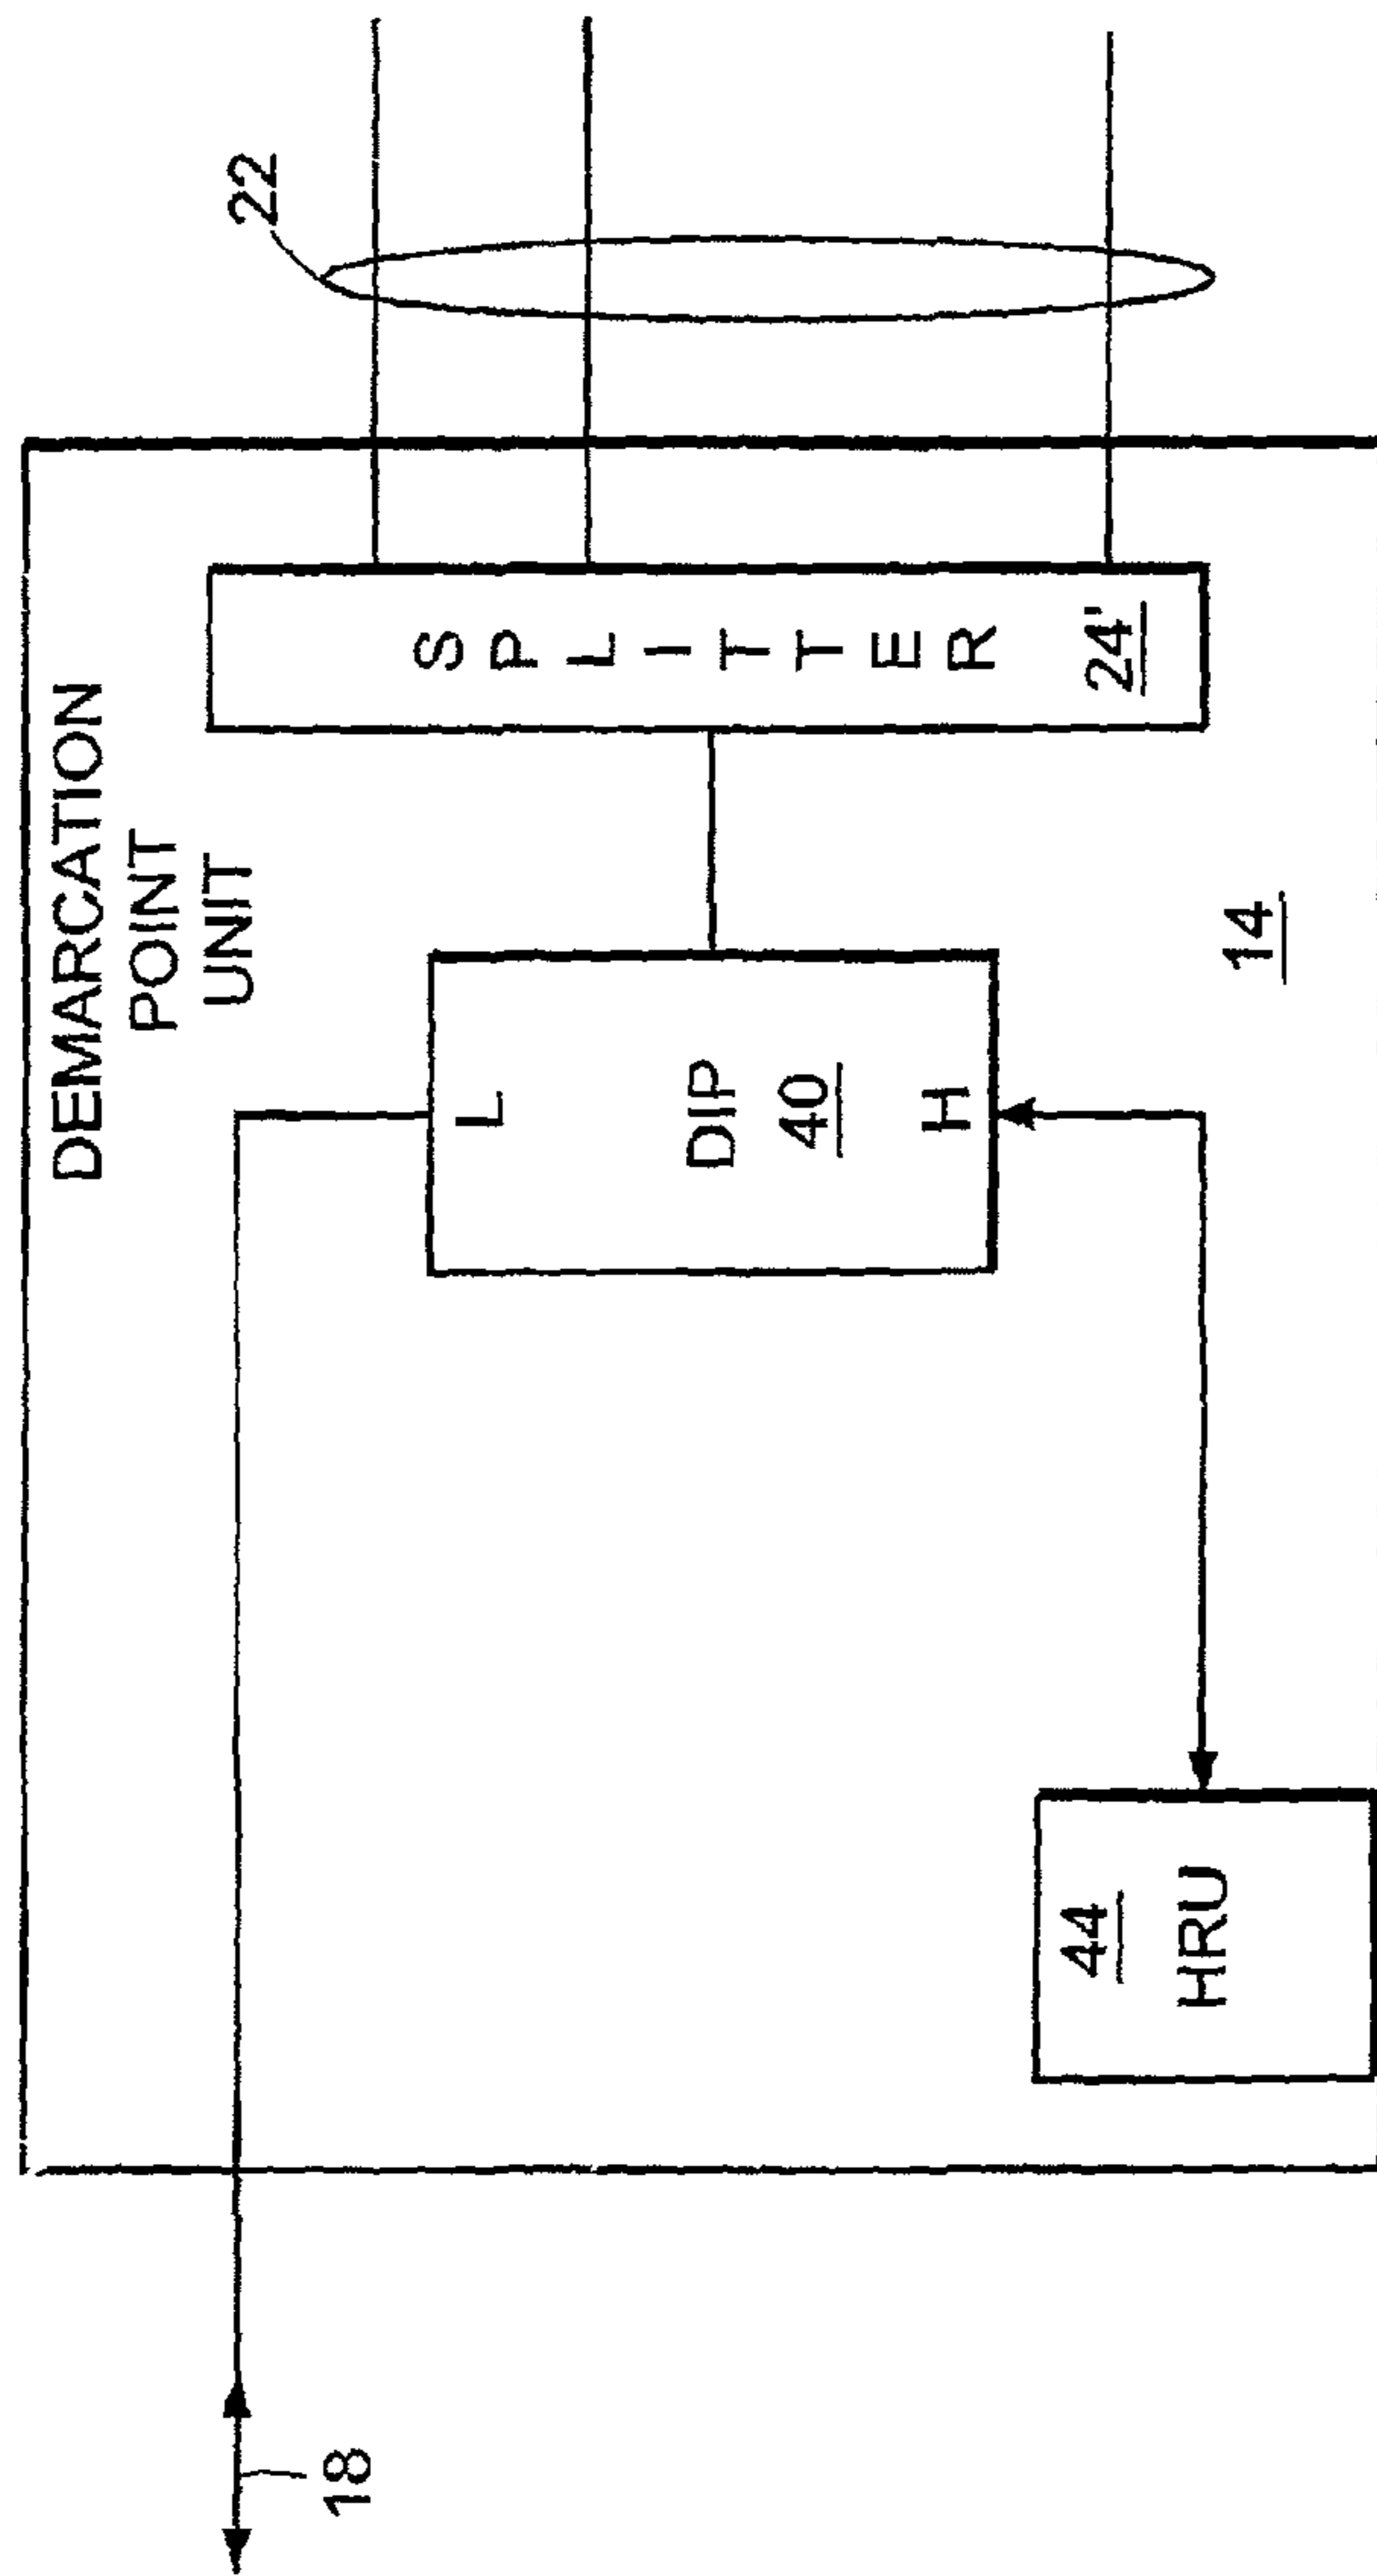 DEMARCATION
POINT
UNIT
22
18
L
DIP
40
H
SPLITTER
24'
44
HRU
14